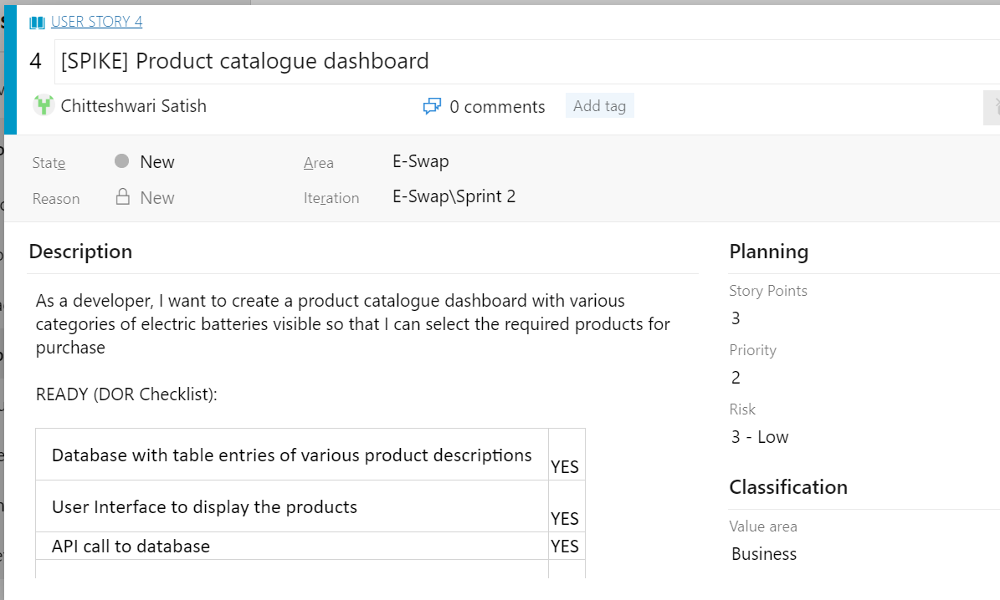 USER STORY 4
4 [SPIKE] Product catalogue dashboard
Chitteshwari Satish 0 comments Add tag
State New Area E-Swap
Reason New Iteration E-Swap\Sprint 2
Description
As a developer, I want to create a product catalogue dashboard with various
categories of electric batteries visible so that I can select the required products for
purchase
READY (DOR Checklist):
Database with table entries of various product descriptions YES
User Interface to display the products YES
API call to database YES
Planning
Story Points
3
Priority
2
Risk
3 - Low
Classification
Value area
Business